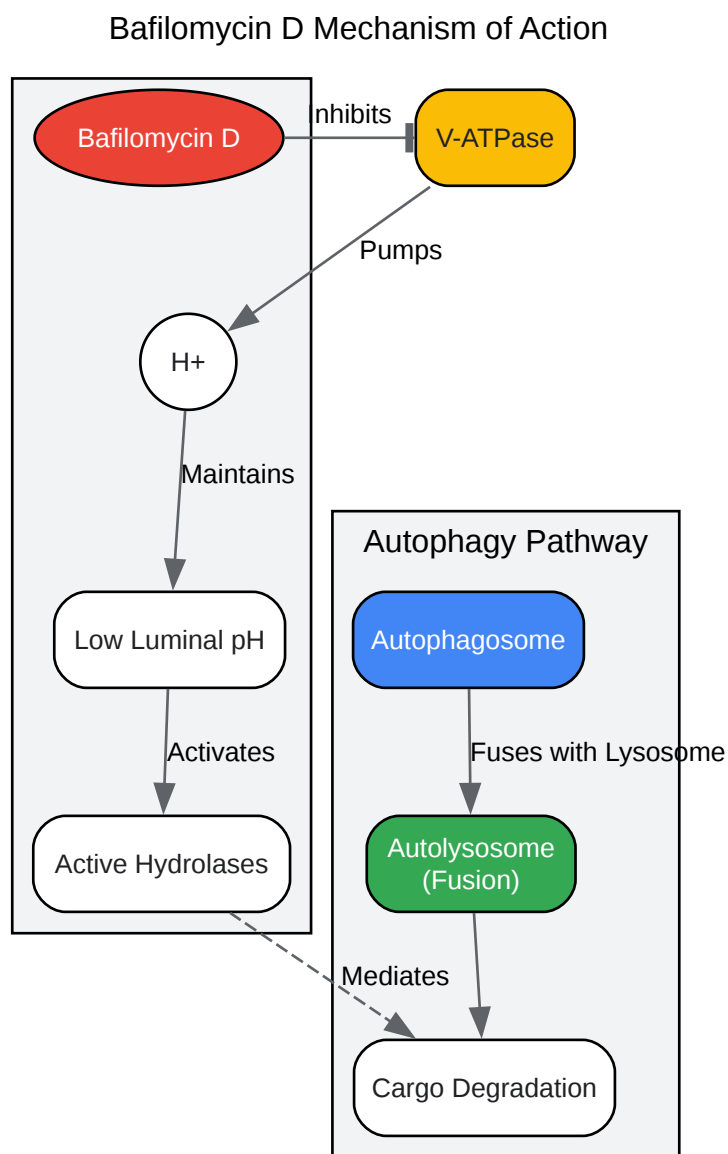 Bafilomycin D Mechanism of Action
Bafilomycin D
Inhibits
V-ATPase
Pumps
H+
Maintains
Autophagy Pathway
Low Luminal pH
Autophagosome
Activates
Fuses with Lysosome
Active Hydrolases
Autolysosome
(Fusion)
Mediates
Cargo Degradation